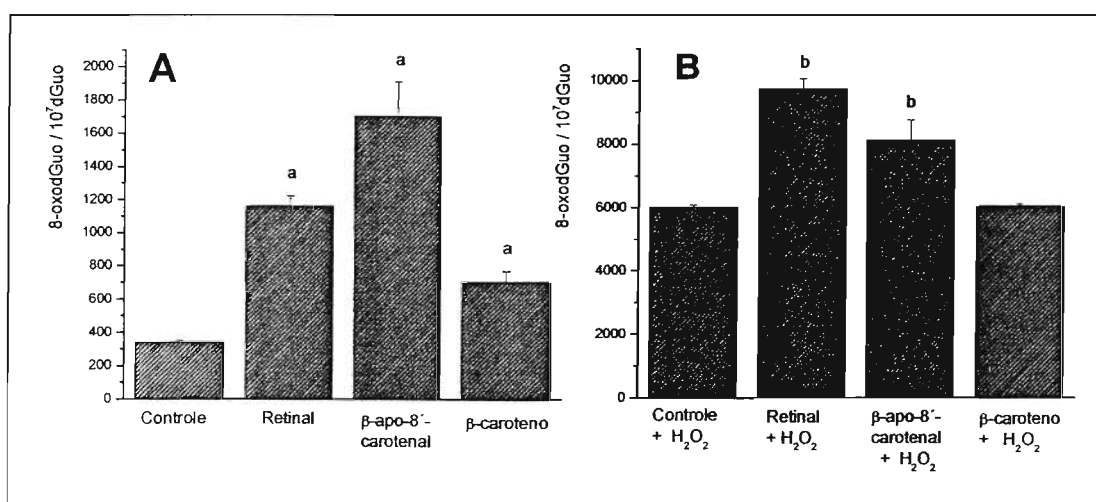 A
8-oxodGuo / 10⁷dGuo
2000
1800
1600
1400
1200
1000
800
600
400
200
0
a
a
a
Controle
Retinal
β-apo-8´-
carotenal
β-caroteno
B
8-oxodGuo / 10⁷dGuo
10000
8000
6000
4000
2000
0
b
b
Controle
+ H₂O₂
Retinal
+ H₂O₂
β-apo-8´-
carotenal
+ H₂O₂
β-caroteno
+ H₂O₂